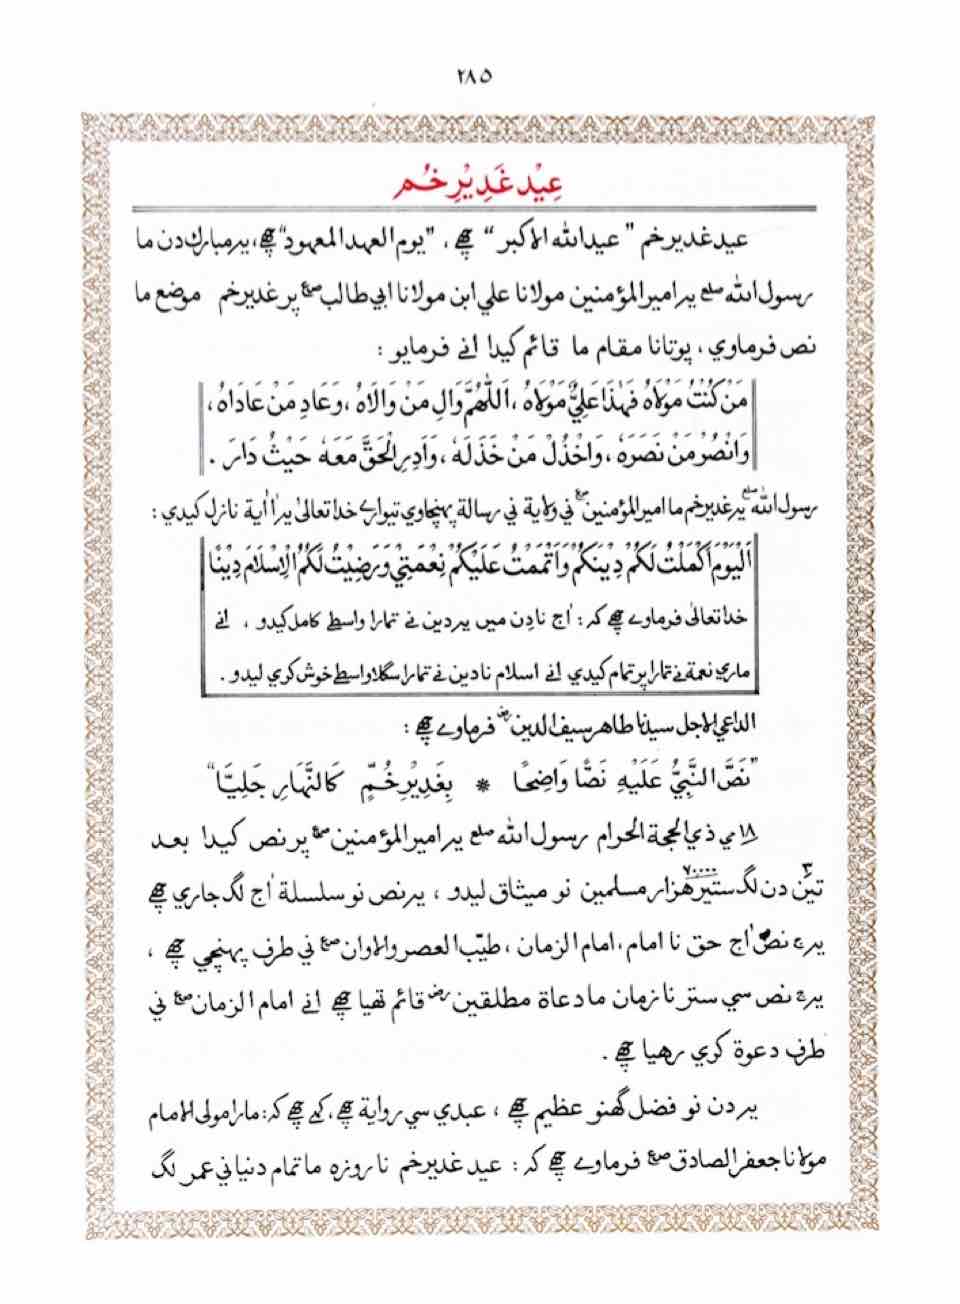 ٢٨٥
عِيْد غَدِيْرِ خُم
عيد غدير خم "عيد الله الاكبر" چھے، "يوم العهد المعهود" چھے، يه مبارك دن ما
رسول الله صلع يه امير المؤمنين مولانا علي ابن مولانا ابي طالب صع پر غدير خم موضع ما
نص فرماوي، پوتانا مقام ما قائم كيدا انے فرمايو :
مَنْ كُنْتُ مَوْلَاهُ فَهٰذَا عَلِيٌّ مَوْلَاهُ، اَللّٰهُمَّ وَالِ مَنْ وَالَاهُ، وَعَادِ مَنْ عَادَاهُ،
وَانْصُرْ مَنْ نَصَرَهُ، وَاخْذُلْ مَنْ خَذَلَهُ، وَاَدِرِ الْحَقَّ مَعَهُ حَيْثُ دَارَ .
رسول الله صلع يه غدير خم ما امير المؤمنين صع ني ولاية ني رسالة پهنچاوي تيوارے خدا تعالىٰ يه اْ اٰية نازل كيدي :
اَلْيَوْمَ اَكْمَلْتُ لَكُمْ دِيْنَكُمْ وَاَتْمَمْتُ عَلَيْكُمْ نِعْمَتِيْ وَرَضِيْتُ لَكُمُ الْاِسْلَامَ دِيْنًا
خدا تعالى فرماوے چھے كه : اْج نا دِن ميں يه دين نے تمارا واسطے كامل كيدو ، انے
ماري نعمة نے تمارا پر تمام كيدي انے اسلام نا دين نے تمارا سگلا واسطے خوش كري ليدو .
الداعي الاجل سيدنا طاهر سيف الدين رض فرماوے چھے :
"نَصَّ النَّبِيُّ عَلَيْهِ نَصًّا وَاضِحًا * بِغَدِيْرِ خُمٍّ كَالنَّهَارِ جَلِيًّا"
١٨ مي ذي الحجة الحرام رسول الله صلع يه امير المؤمنين صع پر نص كيدا بعد
٣ تين دن لگ ٧٠٠٠٠ ستير هزار مسلمين نو ميثاق ليدو ، يه نص نو سلسلة اْج لگ جاري چھے
يه ج نص اْج حق نا امام، امام الزمان، طيّب العصر والاوان صع ني طرف پهنچي چھے ،
يه ج نص سي ستر نا زمان ما دعاة مطلقين رض قائم تھيا چھے انے امام الزمان صع ني
طرف دعوة كري رهيا چھے .
يه دن نو فضل گهنو عظيم چھے ، عبدي سي رواية چھے، كہے چھے كه : مارا مولى الامام
مولانا جعفر الصادق صع فرماوے چھے كه : عيد غدير خم نا روزه ما تمام دنيا ني عمر لگ